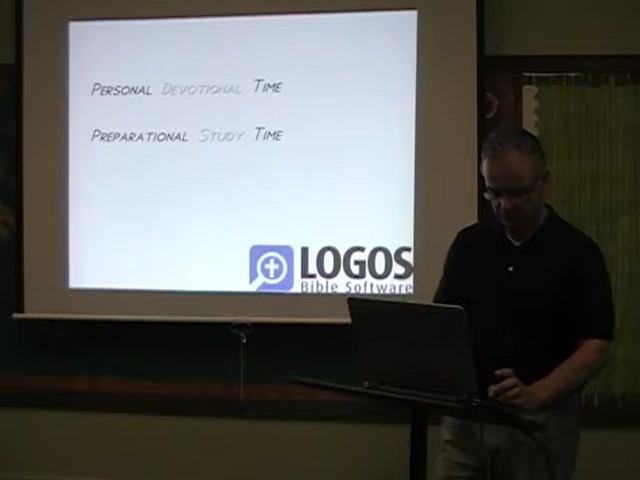 Personal Devotional Time
Preparational Study Time
LOGOS
Bible Software